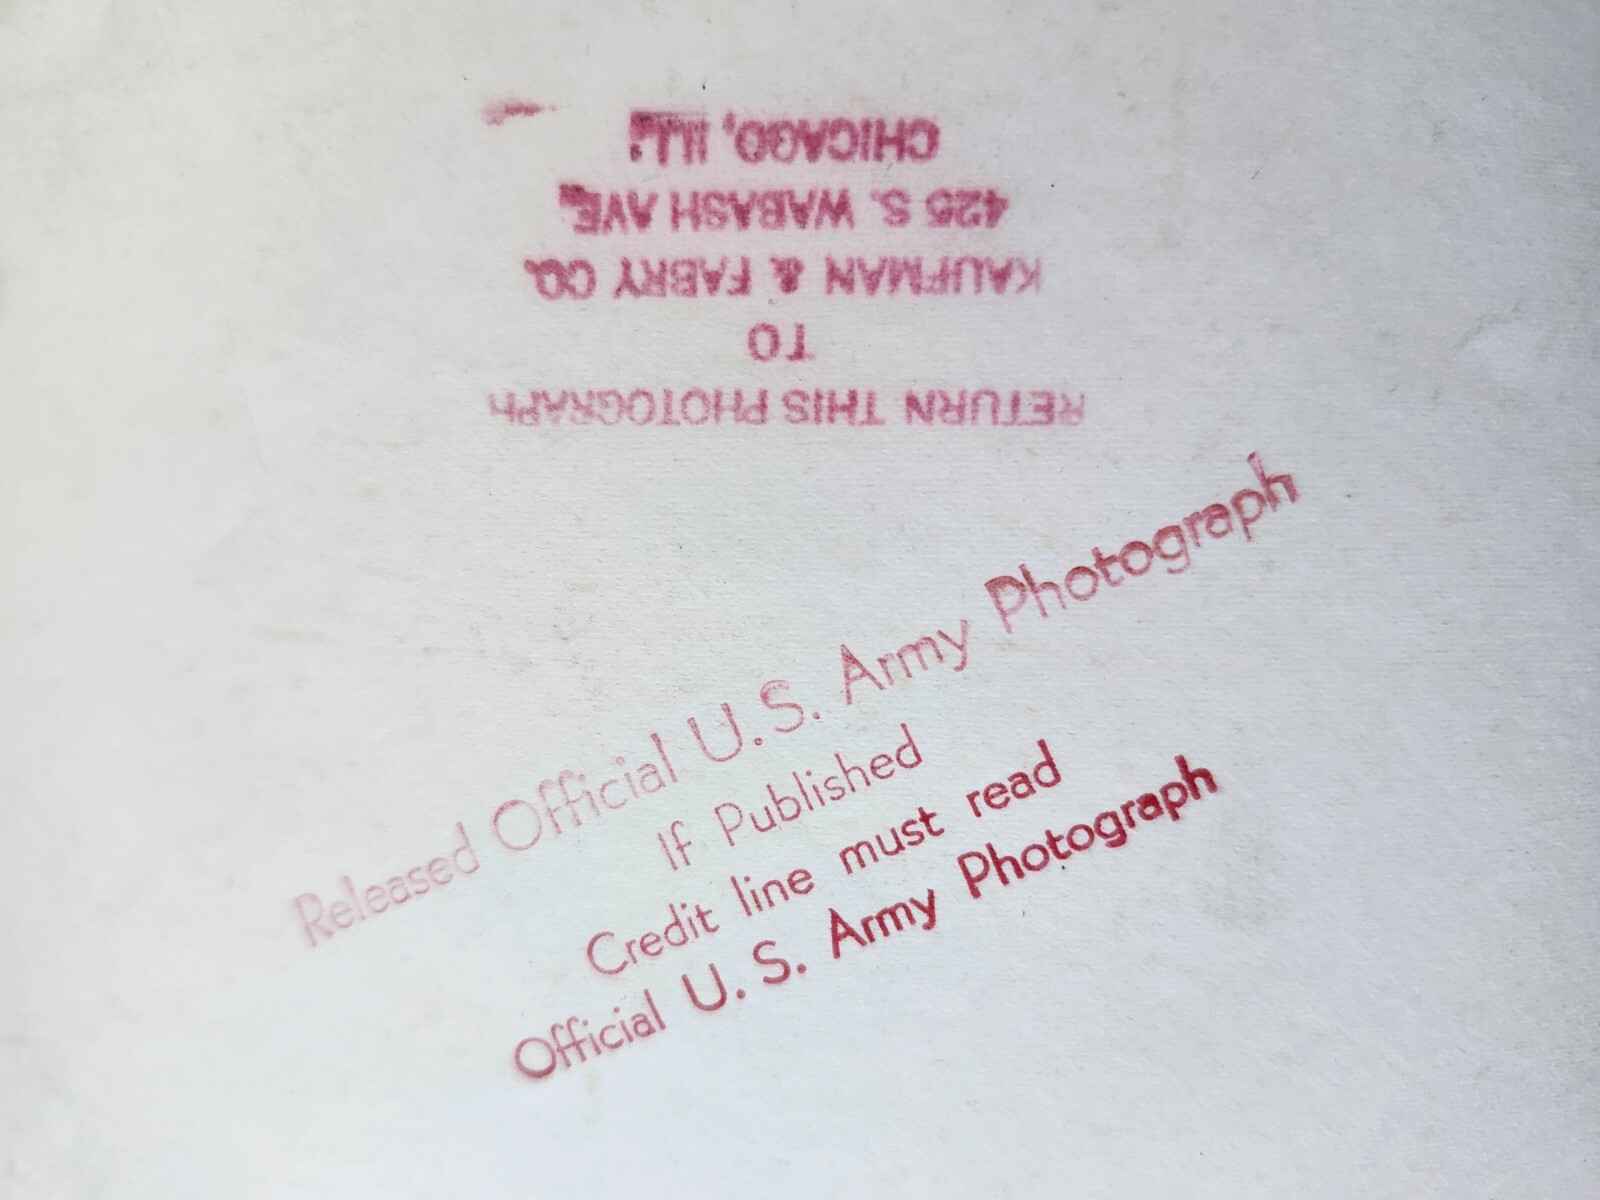 RETURN THIS PHOTOGRAPH
TO
KAUFMAN & FABRY CO.
425 S. WABASH AVE.
CHICAGO, ILL.
Released Official U.S. Army Photograph
If Published
Credit line must read
Official U. S. Army Photograph